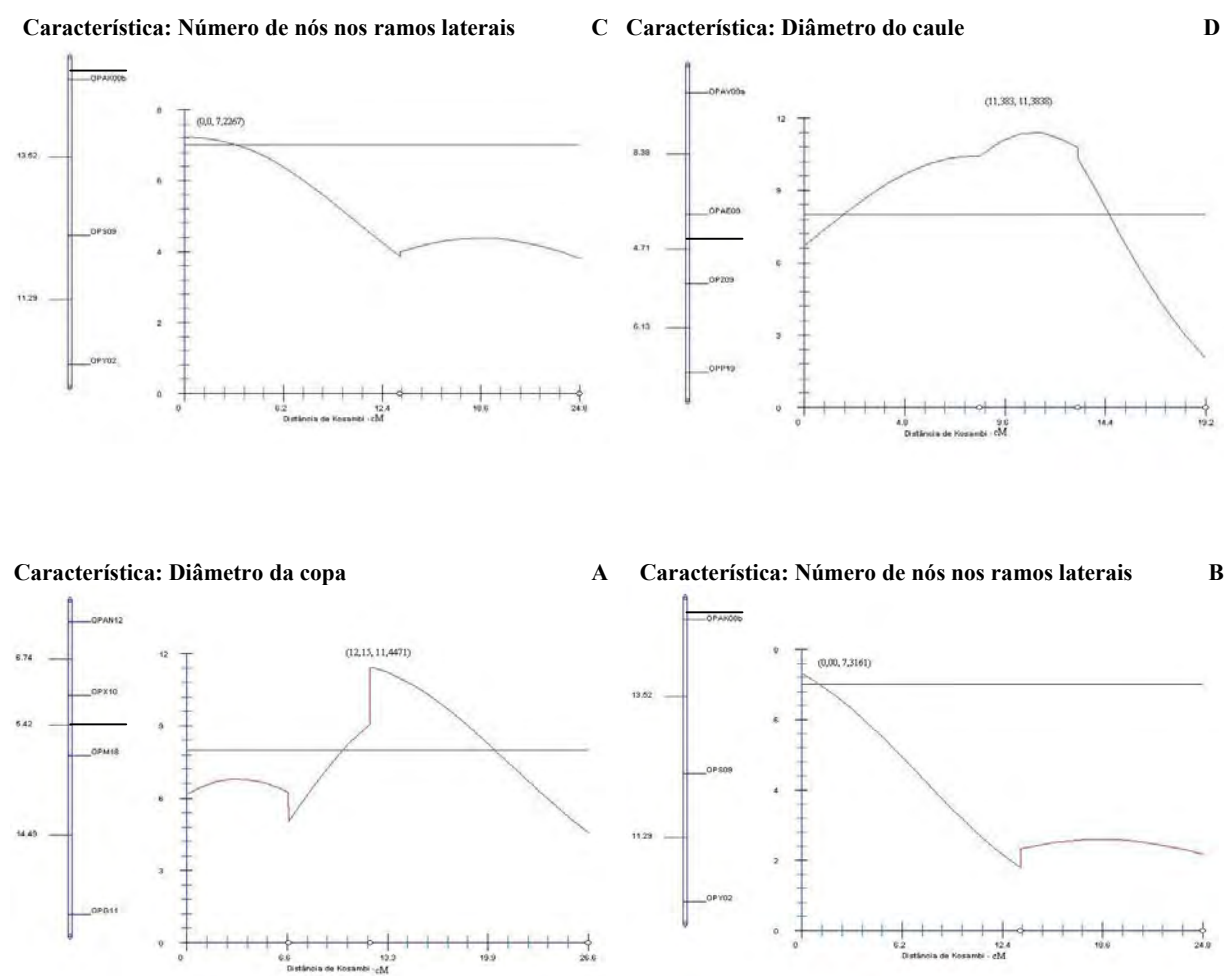 Característica: Número de nós nos ramos laterais C
OPAK00b
13.52
OPS09
11.29
OPY02
(0,0, 7,2267)
8
6
4
2
0
0 6.2 12.4 18.6 24.8
Distância de Kosambi - cM
Característica: Diâmetro do caule D
OPAV00a
8.38
OPAE09
4.71
OPZ09
6.13
OPP19
(11,383, 11,3838)
12
9
6
3
0
0 4.8 9.6 14.4 19.2
Distância de Kosambi - cM
Característica: Diâmetro da copa A
OPAN12
6.74
OPX10
5.42
OPM18
14.49
OPG11
(12,15, 11,4471)
12
9
6
3
0
0 6.6 13.3 19.9 26.6
Distância de Kosambi - cM
Característica: Número de nós nos ramos laterais B
OPAK00b
13.52
OPS09
11.29
OPY02
(0,00, 7,3161)
4
2
0
0 6.2 12.4 18.6 24.8
Distância de Kosambi - cM